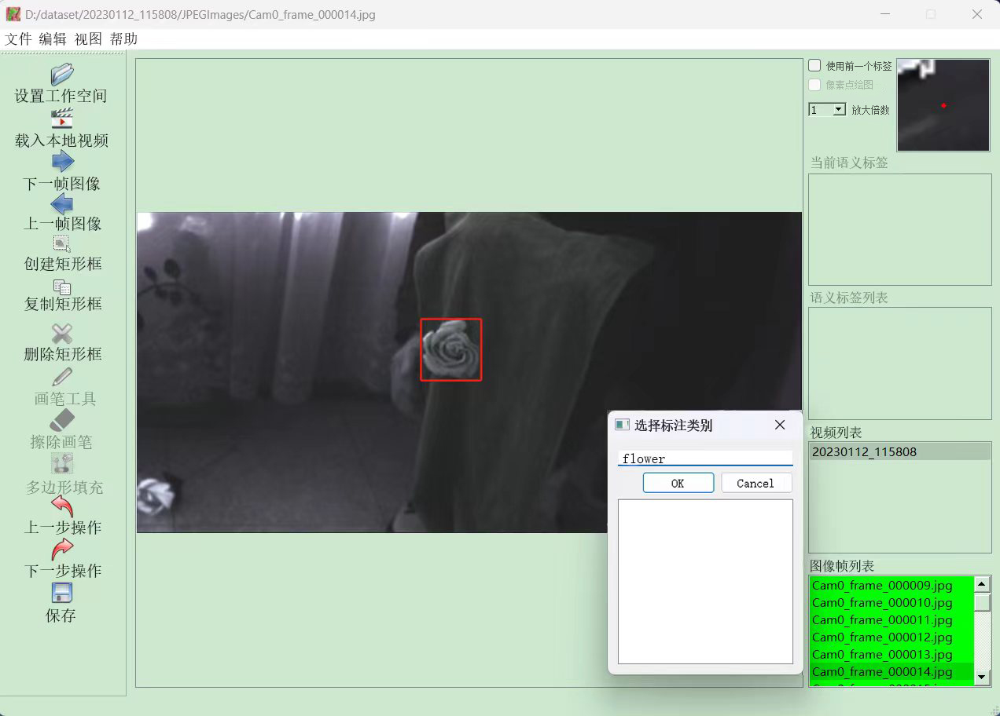 D:/dataset/20230112_115808/JPEGImages/Cam0_frame_000014.jpg
文件 编辑 视图 帮助
设置工作空间
载入本地视频
下一帧图像
上一帧图像
创建矩形框
复制矩形框
删除矩形框
画笔工具
擦除画笔
多边形填充
上一步操作
下一步操作
保存
选择标注类别
flower
OK Cancel
使用前一个标签
像素点绘图
1 放大倍数
当前语义标签
语义标签列表
视频列表
20230112_115808
图像帧列表
Cam0_frame_000009.jpg
Cam0_frame_000010.jpg
Cam0_frame_000011.jpg
Cam0_frame_000012.jpg
Cam0_frame_000013.jpg
Cam0_frame_000014.jpg